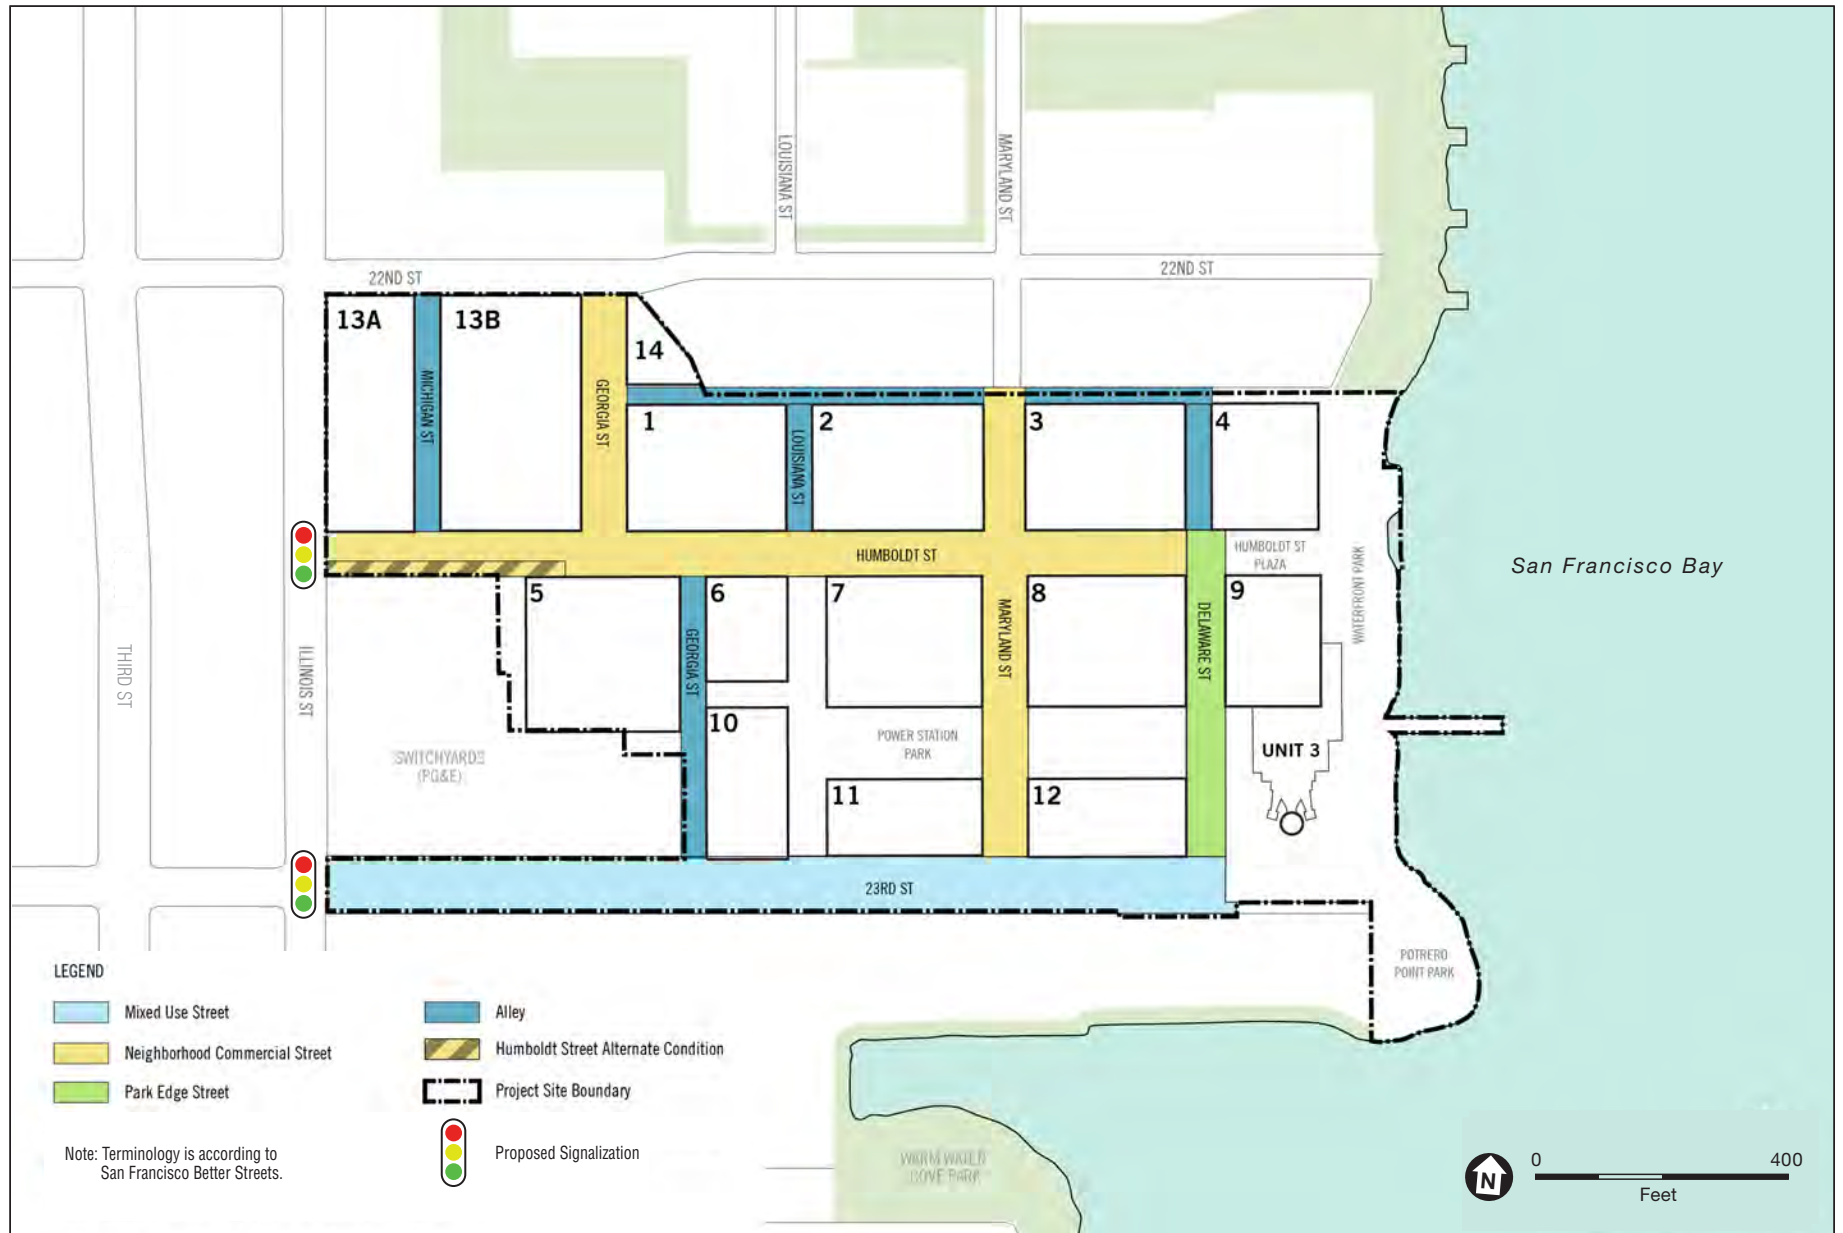 LOUISIANA ST
MARYLAND ST
22ND ST
22ND ST
13A
13B
14
MICHIGAN ST
GEORGIA ST
1
LOUISIANA ST
2
3
4
HUMBOLDT ST
HUMBOLDT ST
PLAZA
WATERFRONT PARK
San Francisco Bay
THIRD ST
ILLINOIS ST
5
GEORGIA ST
6
7
MARYLAND ST
8
DELAWARE ST
9
SWITCHYARDS
(PG&E)
10
POWER STATION
PARK
UNIT 3
11
12
23RD ST
POTRERO
POINT PARK
LEGEND
Mixed Use Street
Neighborhood Commercial Street
Park Edge Street
Alley
Humboldt Street Alternate Condition
Project Site Boundary
Proposed Signalization
Note: Terminology is according to
San Francisco Better Streets.
WARM WATER
COVE PARK
N
0
400
Feet